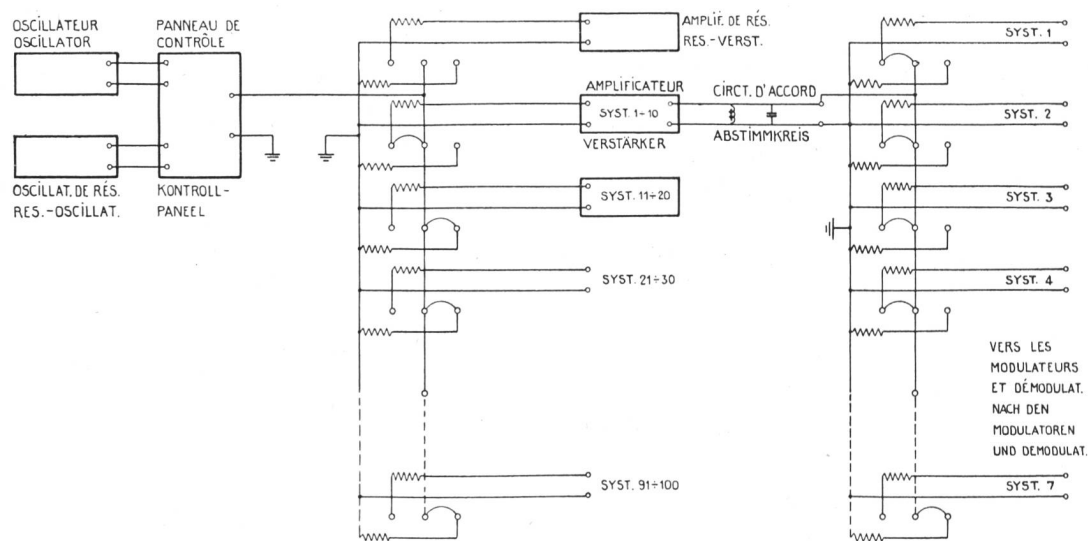 OSCILLATEUR
OSCILLATOR
PANNEAU DE
CONTRÔLE
OSCILLAT. DE RÉS.
RES.-OSCILLAT.
KONTROLL-
PANEEL
AMPLIF. DE RÉS.
RES.-VERST.
AMPLIFICATEUR
SYST. 1÷10
VERSTÄRKER
CIRCT. D'ACCORD
ABSTIMMKREIS
SYST. 11÷20
SYST. 21÷30
SYST. 91÷100
SYST. 1
SYST. 2
SYST. 3
SYST. 4
VERS LES
MODULATEURS
ET DÉMODULAT.
NACH DEN
MODULATOREN
UND DEMODULAT.
SYST. 7